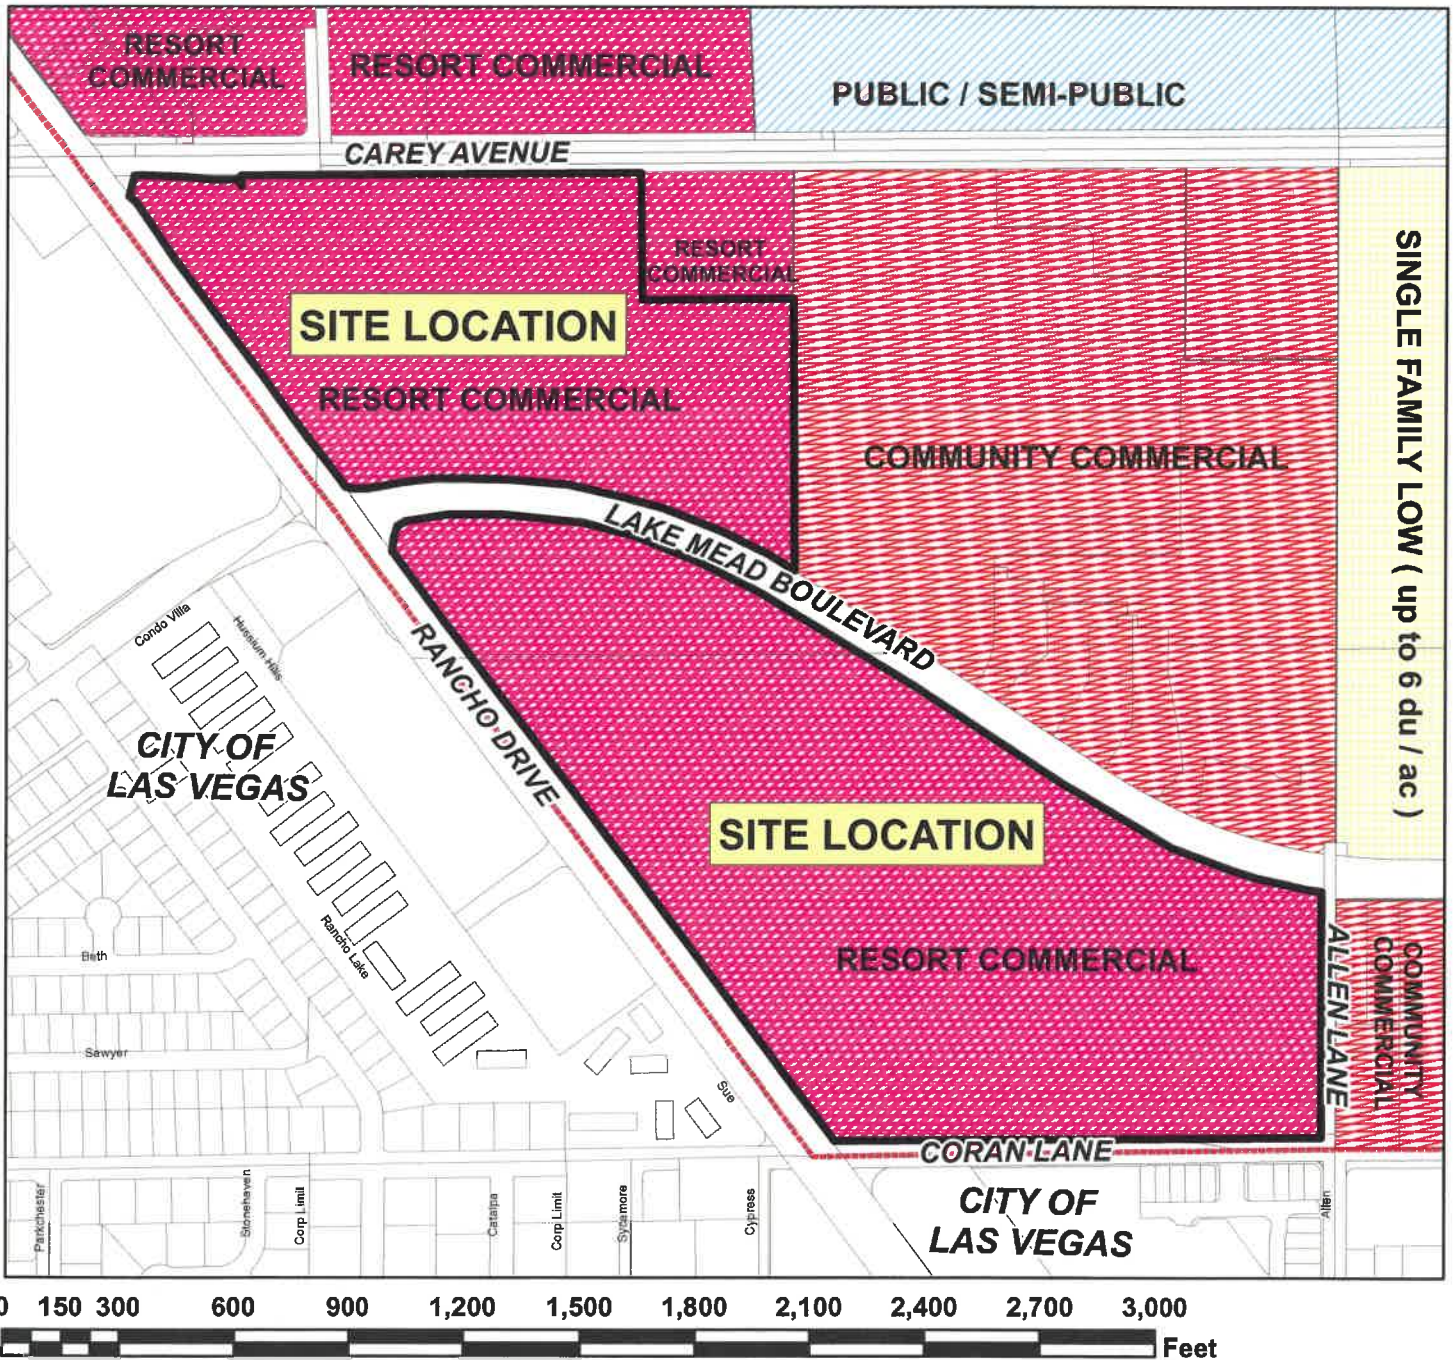 RESORT
COMMERCIAL
RESORT COMMERCIAL
PUBLIC / SEMI-PUBLIC
CAREY AVENUE
RESORT
COMMERCIAL
SITE LOCATION
RESORT COMMERCIAL
COMMUNITY COMMERCIAL
SINGLE FAMILY LOW ( up to 6 du / ac )
LAKE MEAD BOULEVARD
Condo Villa
Hussium Hills
RANCHO DRIVE
CITY OF
LAS VEGAS
SITE LOCATION
RESORT COMMERCIAL
Rancho Lake
Beth
ALLEN LANE
COMMUNITY
COMMERCIAL
Sawyer
Sue
CORAN LANE
CITY OF
LAS VEGAS
Parkchester
Stonehaven
Corp Limit
Catalpa
Corp Limit
Sycamore
Cypress
Allen
0 150 300 600 900 1,200 1,500 1,800 2,100 2,400 2,700 3,000
Feet